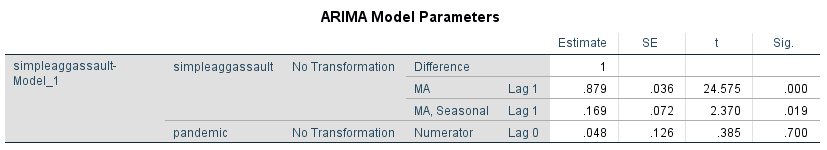 ARIMA Model Parameters
Estimate SE t Sig.
simpleaggassault-Model_1 simpleaggassault No Transformation Difference 1
MA Lag 1 .879 .036 24.575 .000
MA, Seasonal Lag 1 .169 .072 2.370 .019
pandemic No Transformation Numerator Lag 0 .048 .126 .385 .700